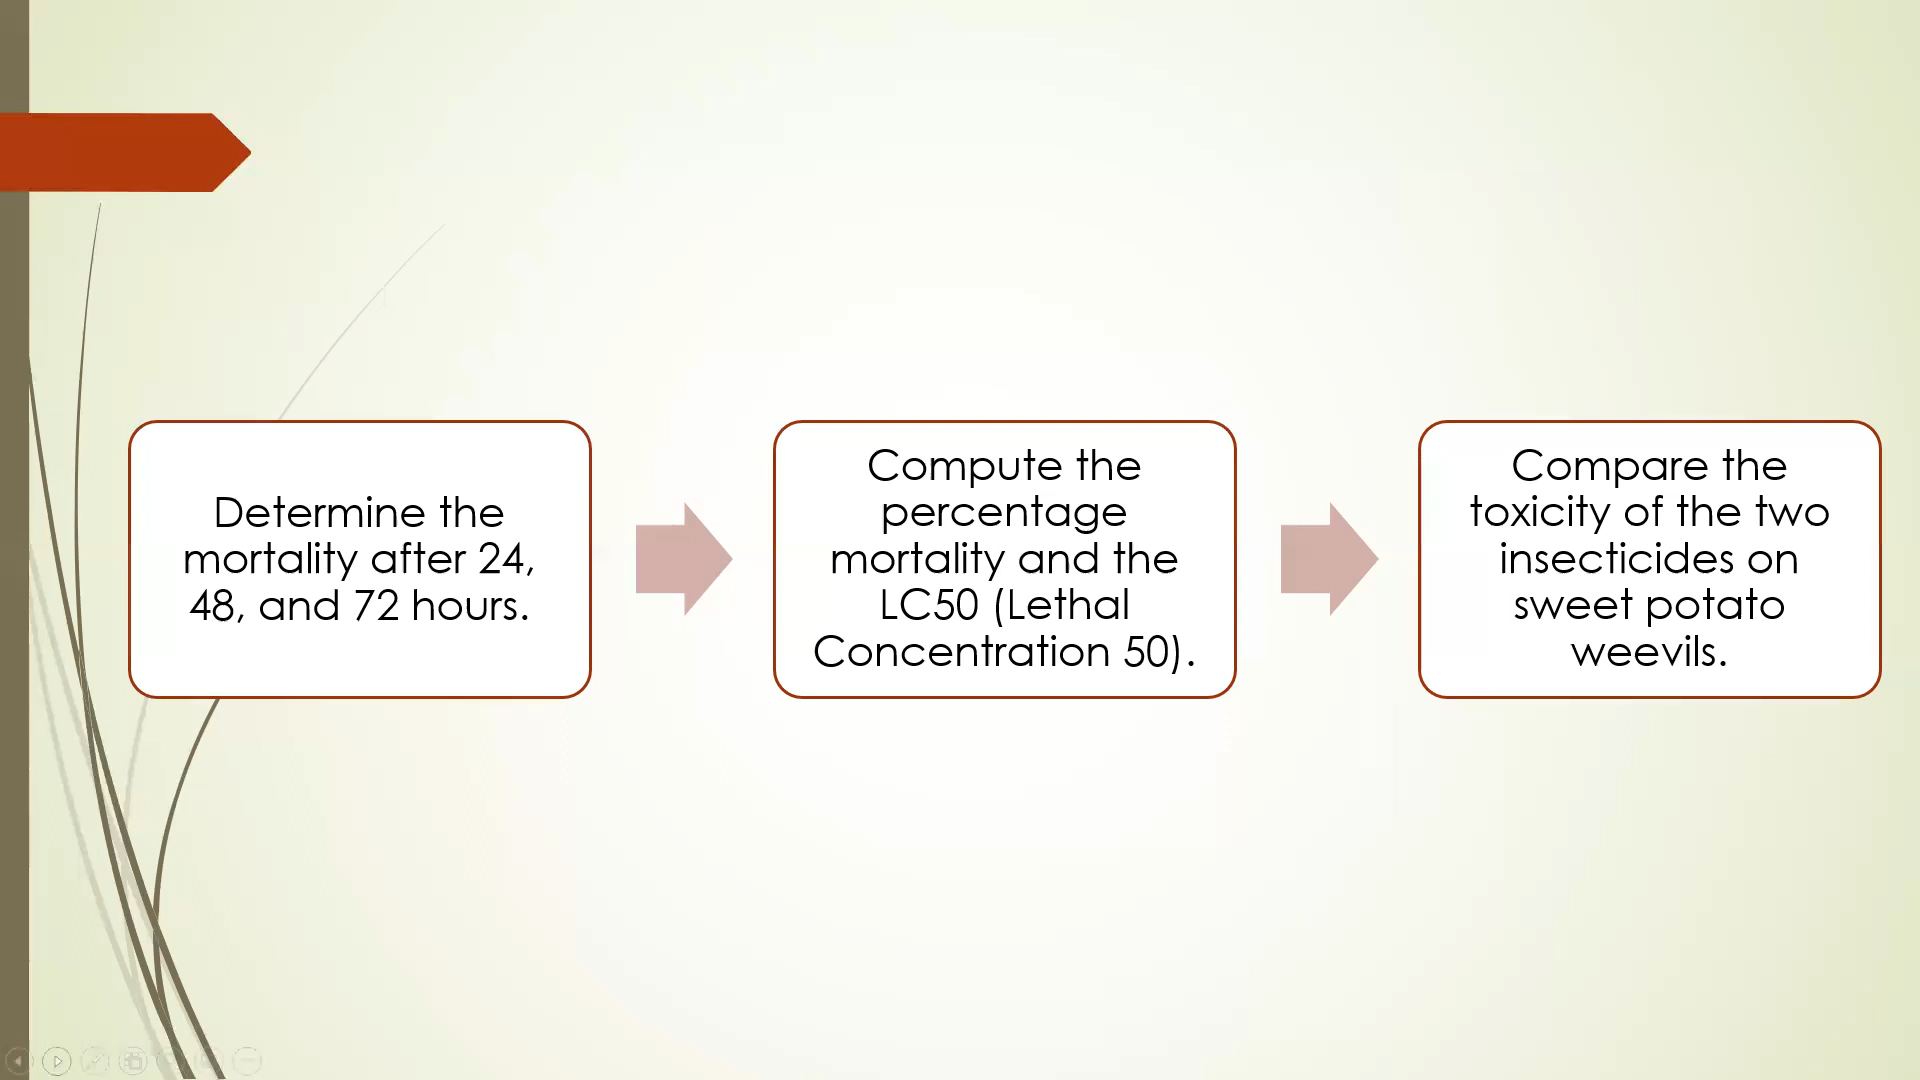 Determine the
mortality after 24,
48, and 72 hours.
Compute the
percentage
mortality and the
LC50 (Lethal
Concentration 50).
Compare the
toxicity of the two
insecticides on
sweet potato
weevils.